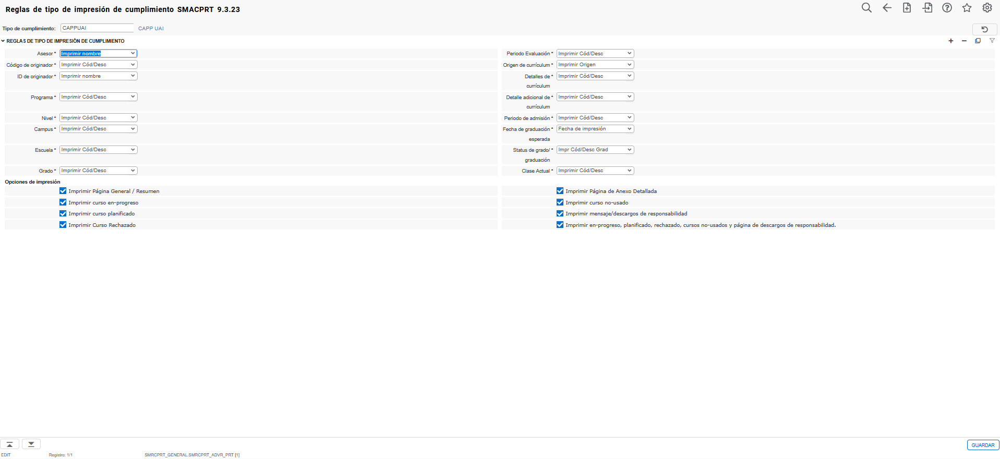 Reglas de tipo de impresión de cumplimiento SMACPRT 9.3.23
Tipo de cumplimiento: CAPPUAI CAPP UAI
REGLAS DE TIPO DE IMPRESIÓN DE CUMPLIMIENTO
Asesor * Imprimir nombre
Periodo Evaluación * Imprimir Cód/Desc
Código de originador * Imprimir Cód/Desc
Origen de currículum * Imprimir Origen
ID de originador * Imprimir nombre
Detalles de * Imprimir Cód/Desc
currículum
Programa * Imprimir Cód/Desc
Detalle adicional de * Imprimir Cód/Desc
currículum
Nivel * Imprimir Cód/Desc
Periodo de admisión * Imprimir Cód/Desc
Campus * Imprimir Cód/Desc
Fecha de graduación * Fecha de impresión
esperada
Escuela * Imprimir Cód/Desc
Status de grado/ * Impr Cód/Desc Grad
graduación
Grado * Imprimir Cód/Desc
Clase Actual * Imprimir Cód/Desc
Opciones de impresión
Imprimir Página General / Resumen
Imprimir Página de Anexo Detallada
Imprimir curso en-progreso
Imprimir curso no-usado
Imprimir curso planificado
Imprimir mensaje/descargos de responsabilidad
Imprimir Curso Rechazado
Imprimir en-progreso, planificado, rechazado, cursos no-usados y página de descargos de responsabilidad.
GUARDAR
EDIT Registro: 1/1 SMRCPRT_GENERAL.SMRCPRT_ADVR_PRT [1]